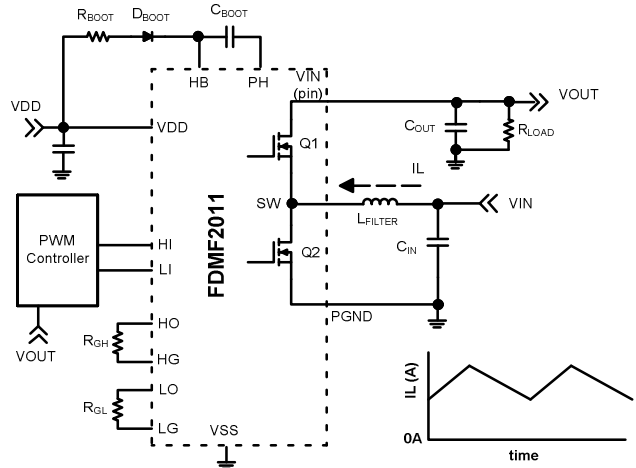 RBOOT
DBOOT
CBOOT
HB
PH
VIN
(pin)
VDD
VDD
VOUT
COUT
RLOAD
Q1
IL
SW
LFILTER
VIN
CIN
Q2
PGND
FDMF2011
PWM
Controller
HI
LI
VOUT
RGH
HO
HG
RGL
LO
LG
VSS
IL (A)
0A
time